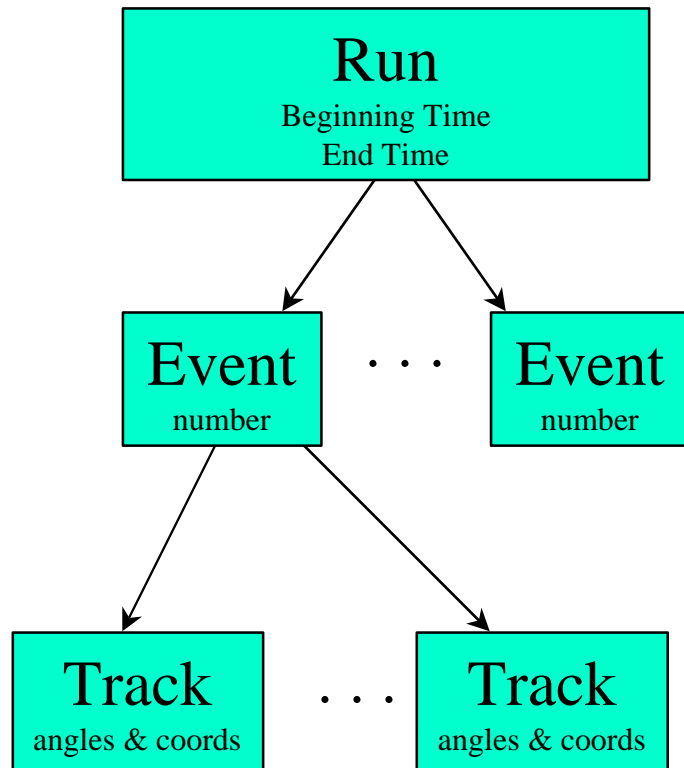 Run
Beginning Time
End Time
Event
number
. . .
Event
number
Track
angles & coords
. . .
Track
angles & coords